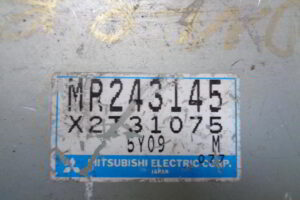 MR243145
X2T31075
5Y09 M
MITSUBISHI ELECTRIC CORP.
JAPAN